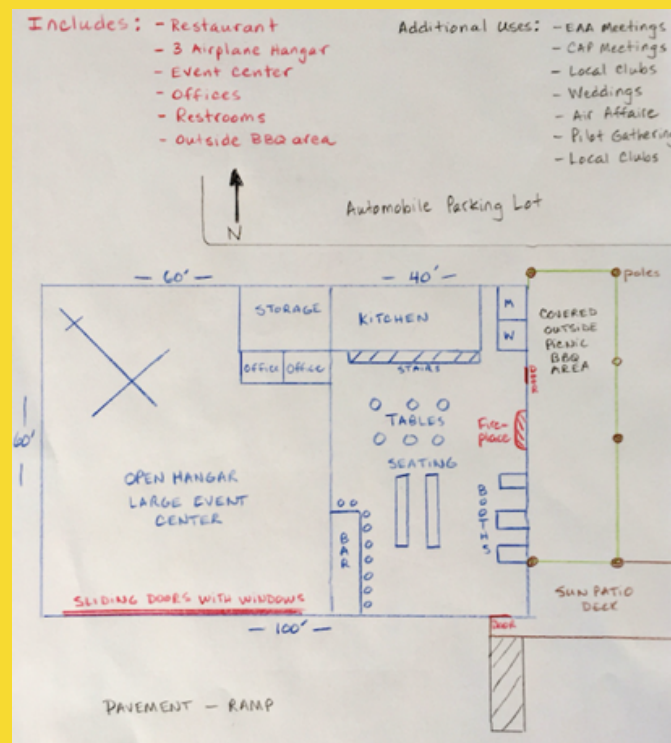 Includes: - Restaurant
- 3 Airplane Hangar
- Event Center
- Offices
- Restrooms
- Outside BBQ area
Additional Uses: - EAA Meetings
- CAP Meetings
- Local Clubs
- Weddings
- Air Affaire
- Pilot Gathering
- Local Clubs
N
Automobile Parking Lot
- 60' -
- 40' -
poles
STORAGE
KITCHEN
M
W
COVERED
OUTSIDE
PICNIC
BBQ
AREA
OFFICE OFFICE
STAIRS
DOOR
TABLES
Fire-
place
60'
SEATING
OPEN HANGAR
LARGE EVENT
CENTER
BAR
BOOTHS
SLIDING DOORS WITH WINDOWS
SUN PATIO
DECK
- 100' -
DOOR
PAVEMENT - RAMP